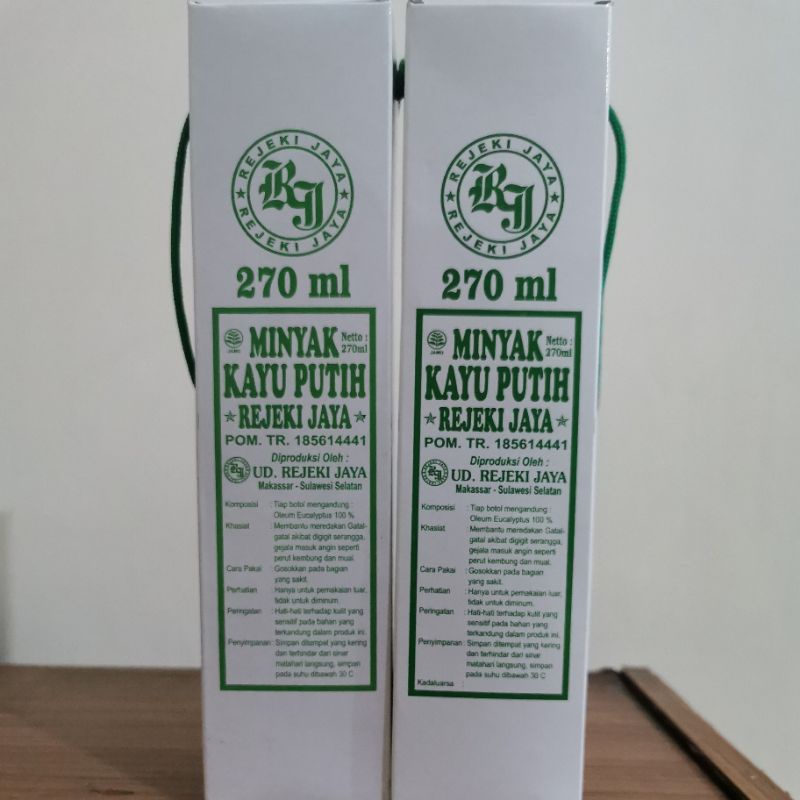 REJEKI JAYA
RJ
REJEKI JAYA
270 ml
JAMU
MINYAK
Netto :
270ml
KAYU PUTIH
REJEKI JAYA
POM. TR. 185614441
Diproduksi Oleh :
RJ
UD. REJEKI JAYA
Makassar - Sulawesi Selatan
Komposisi : Tiap botol mengandung :
Oleum Eucalyptus 100 %
Khasiat : Membantu meredakan Gatal-
gatal akibat digigit serangga,
gejala masuk angin seperti
perut kembung dan mual.
Cara Pakai : Gosokkan pada bagian
yang sakit.
Perhatian : Hanya untuk pemakaian luar,
tidak untuk diminum.
Peringatan : Hati-hati terhadap kulit yang
sensitif pada bahan yang
terkandung dalam produk ini.
Penyimpanan : Simpan ditempat yang kering
dan terhindar dari sinar
matahari langsung, simpan
pada suhu dibawah 30 C
REJEKI JAYA
RJ
REJEKI JAYA
270 ml
JAMU
MINYAK
Netto :
270ml
KAYU PUTIH
REJEKI JAYA
POM. TR. 185614441
Diproduksi Oleh :
RJ
UD. REJEKI JAYA
Makassar - Sulawesi Selatan
Komposisi : Tiap botol mengandung :
Oleum Eucalyptus 100 %
Khasiat : Membantu meredakan Gatal-
gatal akibat digigit serangga,
gejala masuk angin seperti
perut kembung dan mual.
Cara Pakai : Gosokkan pada bagian
yang sakit.
Perhatian : Hanya untuk pemakaian luar,
tidak untuk diminum.
Peringatan : Hati-hati terhadap kulit yang
sensitif pada bahan yang
terkandung dalam produk ini.
Penyimpanan : Simpan ditempat yang kering
dan terhindar dari sinar
matahari langsung, simpan
pada suhu dibawah 30 C
Kadaluarsa :